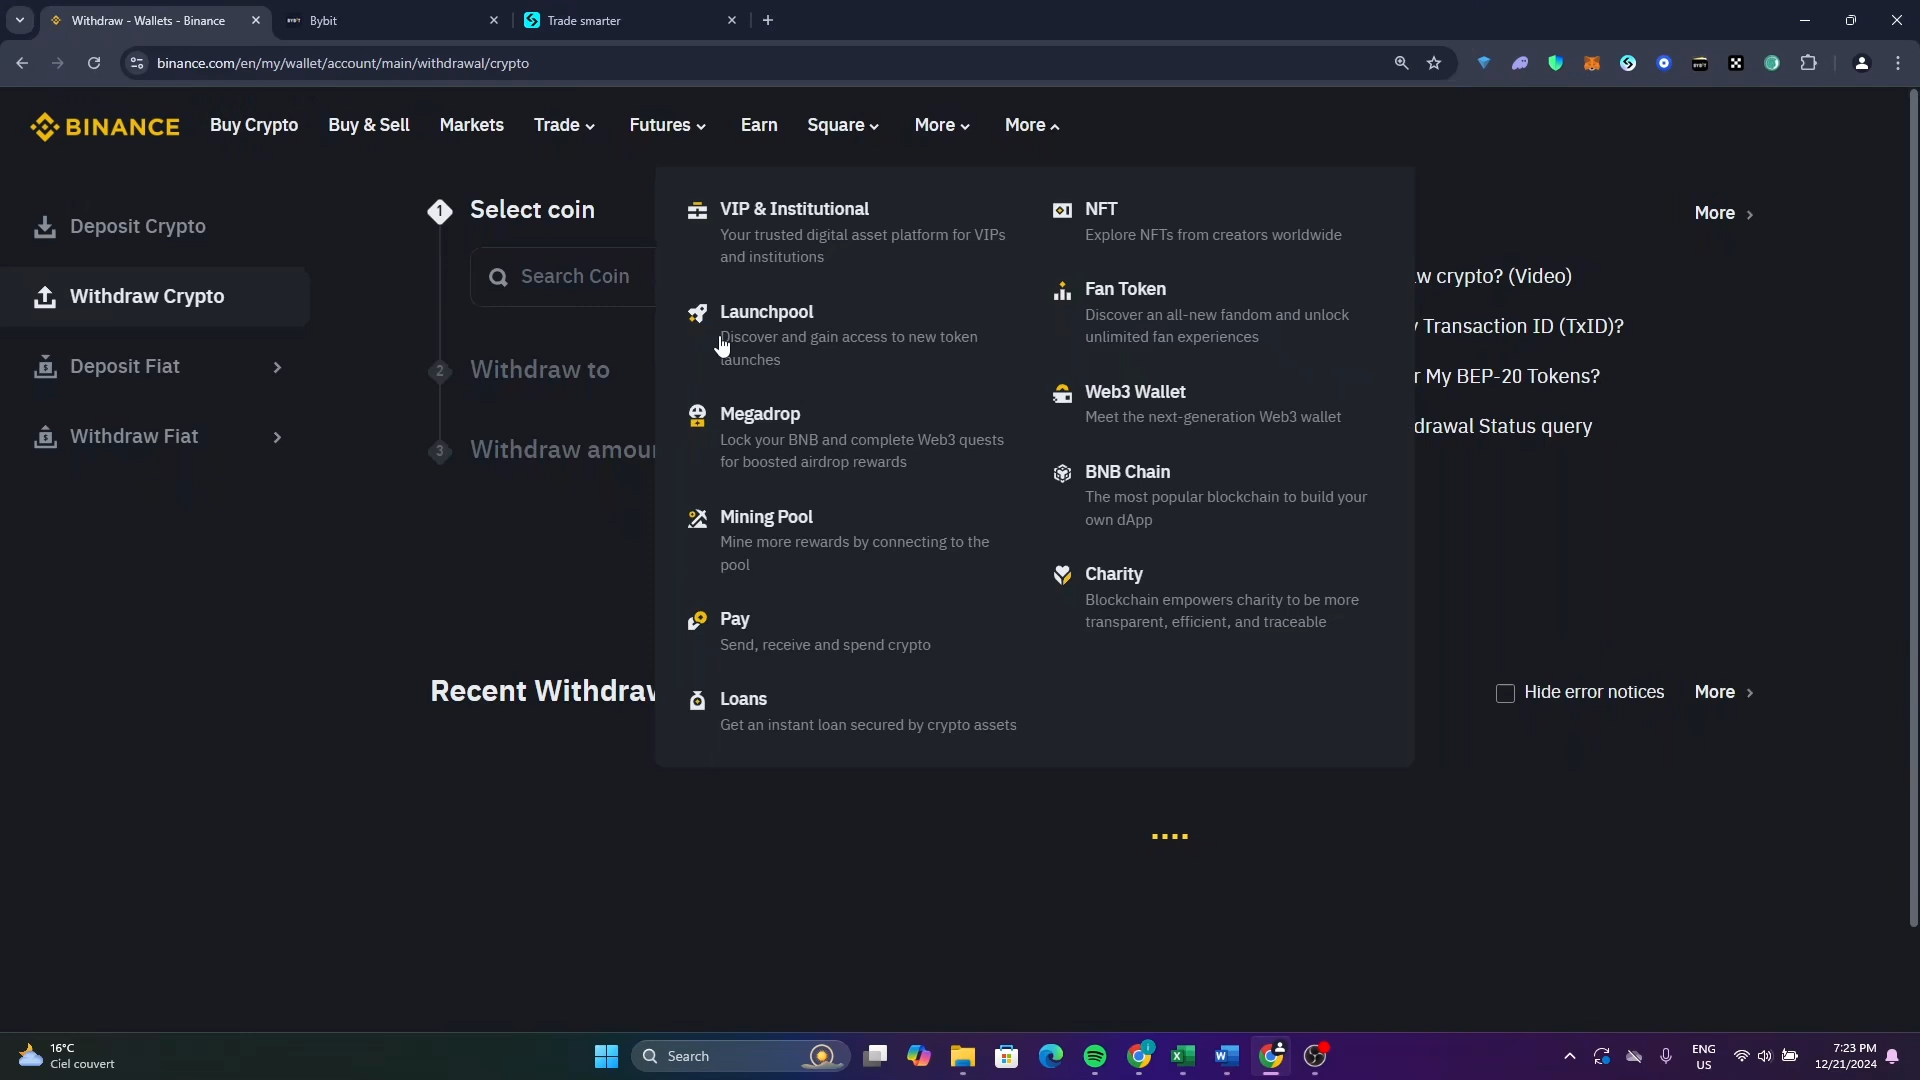 Withdraw - Wallets - Binance
BYBIT
Bybit
Trade smarter
binance.com/en/my/wallet/account/main/withdrawal/crypto
BINANCE
Buy Crypto
Buy & Sell
Markets
Trade
Futures
Earn
Square
More
More
Deposit Crypto
Withdraw Crypto
Deposit Fiat
Withdraw Fiat
1
Select coin
Search Coin
2
Withdraw to
3
Withdraw amour
VIP & Institutional
Your trusted digital asset platform for VIPs
and institutions
Launchpool
Discover and gain access to new token
launches
Megadrop
Lock your BNB and complete Web3 quests
for boosted airdrop rewards
Mining Pool
Mine more rewards by connecting to the
pool
Pay
Send, receive and spend crypto
Loans
Get an instant loan secured by crypto assets
NFT
Explore NFTs from creators worldwide
Fan Token
Discover an all-new fandom and unlock
unlimited fan experiences
Web3 Wallet
Meet the next-generation Web3 wallet
BNB Chain
The most popular blockchain to build your
own dApp
Charity
Blockchain empowers charity to be more
transparent, efficient, and traceable
More
w crypto? (Video)
Transaction ID (TxID)?
r My BEP-20 Tokens?
drawal Status query
Recent Withdraw
Hide error notices
More
16°C
Ciel couvert
Search
ENG
US
7:23 PM
12/21/2024